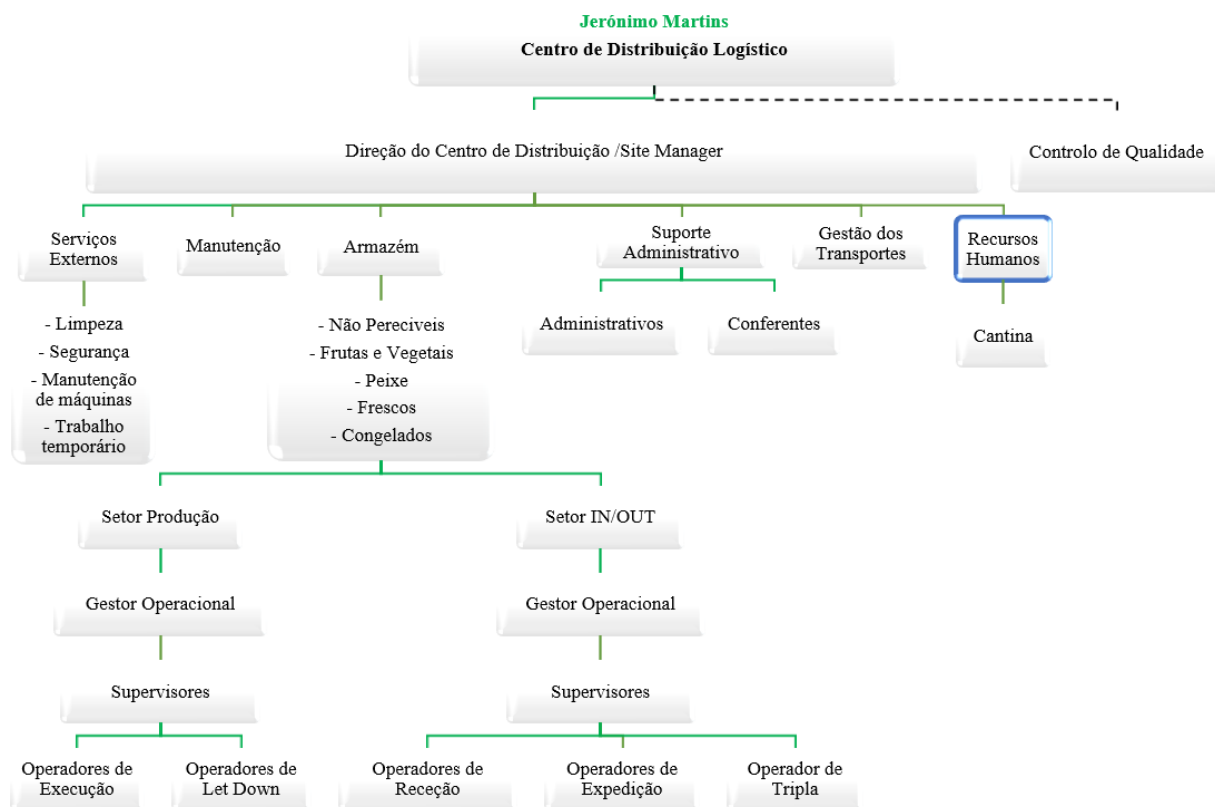 Jerónimo Martins
Centro de Distribuição Logístico
Direção do Centro de Distribuição /Site Manager
Controlo de Qualidade
Serviços
Externos
Manutenção
Armazém
Suporte
Administrativo
Gestão dos
Transportes
Recursos
Humanos
- Limpeza
- Segurança
- Manutenção
de máquinas
- Trabalho
temporário
- Não Pereciveis
- Frutas e Vegetais
- Peixe
- Frescos
- Congelados
Administrativos
Conferentes
Cantina
Setor Produção
Setor IN/OUT
Gestor Operacional
Gestor Operacional
Supervisores
Supervisores
Operadores de
Execução
Operadores de
Let Down
Operadores de
Receção
Operadores de
Expedição
Operador de
Tripla